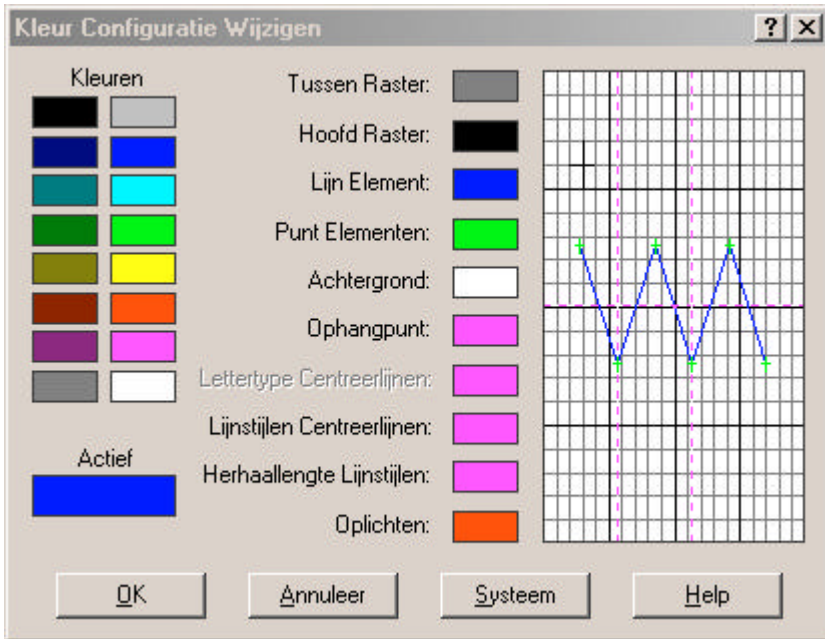 Kleur Configuratie Wijzigen
Kleuren
Tussen Raster:
Hoofd Raster:
Lijn Element:
Punt Elementen:
Achtergrond:
Ophangpunt:
Lettertype Centreerlijnen:
Lijnstijlen Centreerlijnen:
Herhaallengte Lijnstijlen:
Oplichten:
Actief
OK
Annuleer
Systeem
Help